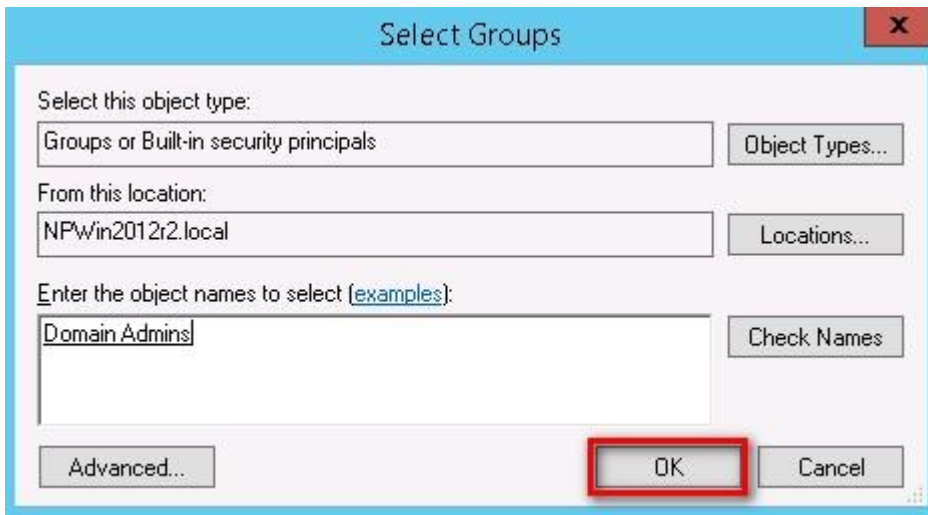 Select Groups
x
Select this object type:
Groups or Built-in security principals
Object Types...
From this location:
NPWin2012r2.local
Locations...
Enter the object names to select (examples):
Domain Admins
Check Names
Advanced...
OK
Cancel